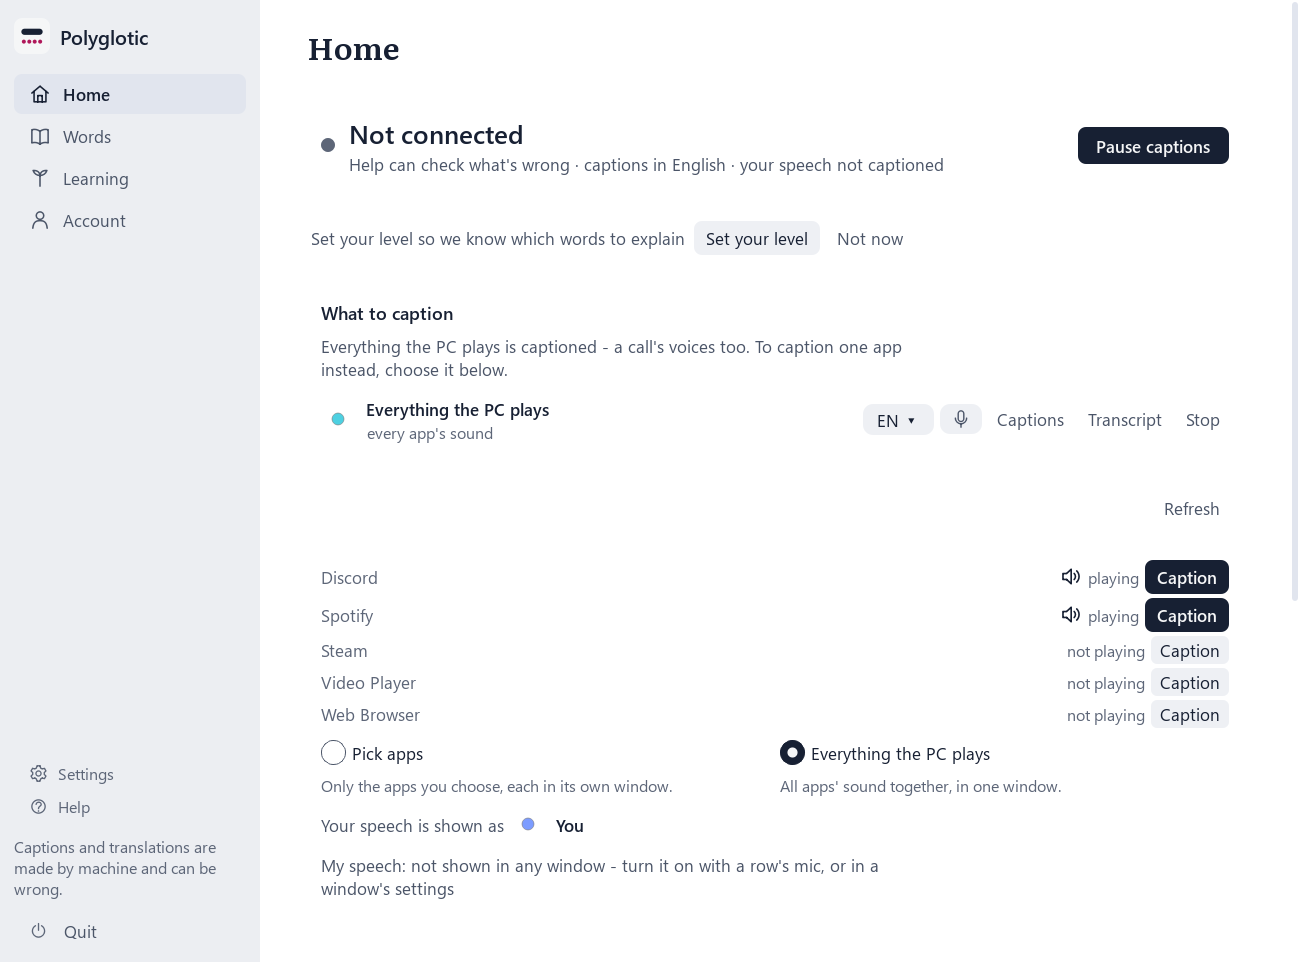 Polyglotic
Home
Words
Learning
Account
Settings
Help
Captions and translations are
made by machine and can be
wrong.
Quit
Home
Not connected
Help can check what's wrong · captions in English · your speech not captioned
Pause captions
Set your level so we know which words to explain Set your level Not now
What to caption
Everything the PC plays is captioned - a call's voices too. To caption one app
instead, choose it below.
Everything the PC plays
every app's sound
EN ▾ Captions Transcript Stop
Refresh
Discord playing Caption
Spotify playing Caption
Steam not playing Caption
Video Player not playing Caption
Web Browser not playing Caption
Pick apps
Only the apps you choose, each in its own window.
Everything the PC plays
All apps' sound together, in one window.
Your speech is shown as You
My speech: not shown in any window - turn it on with a row's mic, or in a
window's settings